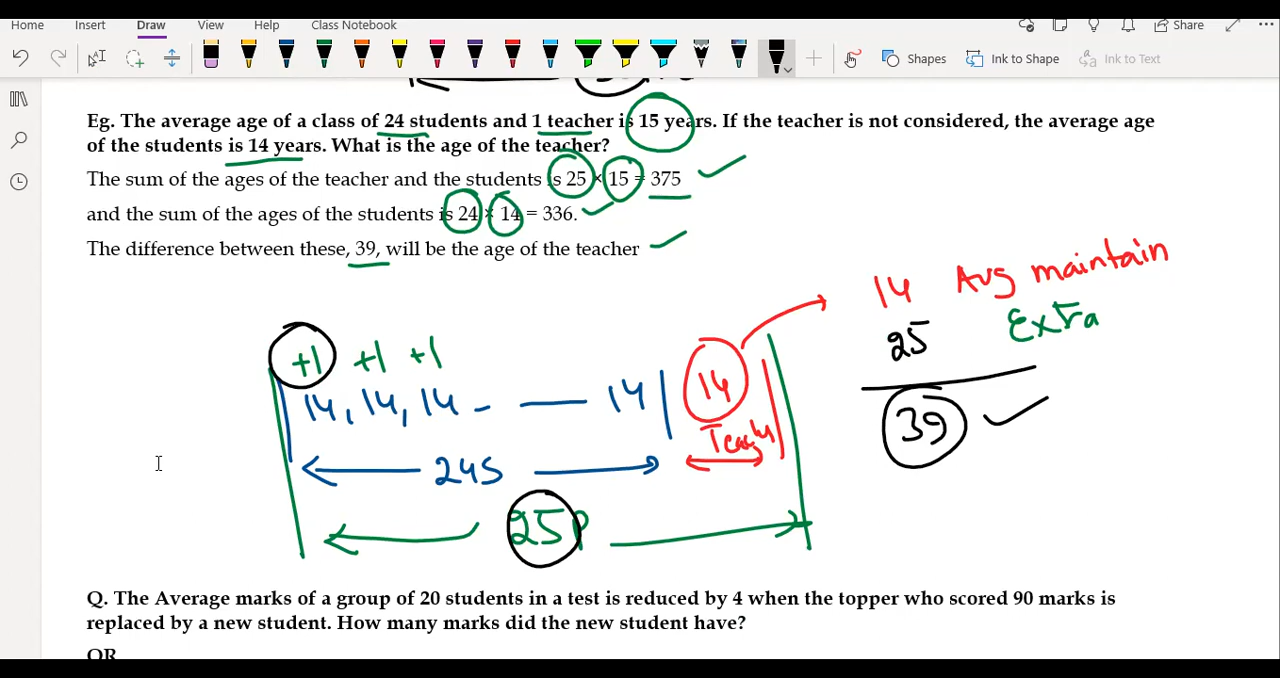 Home Insert Draw View Help Class Notebook Share
Shapes Ink to Shape Ink to Text
Eg. The average age of a class of 24 students and 1 teacher is 15 years. If the teacher is not considered, the average age
of the students is 14 years. What is the age of the teacher?
The sum of the ages of the teacher and the students is 25 × 15 = 375
and the sum of the ages of the students is 24 × 14 = 336.
The difference between these, 39, will be the age of the teacher
14 Avg maintain
25 Extra
39
+1 +1 +1
14, 14, 14 - — 14 14
24S
25P
Q. The Average marks of a group of 20 students in a test is reduced by 4 when the topper who scored 90 marks is
replaced by a new student. How many marks did the new student have?
OR